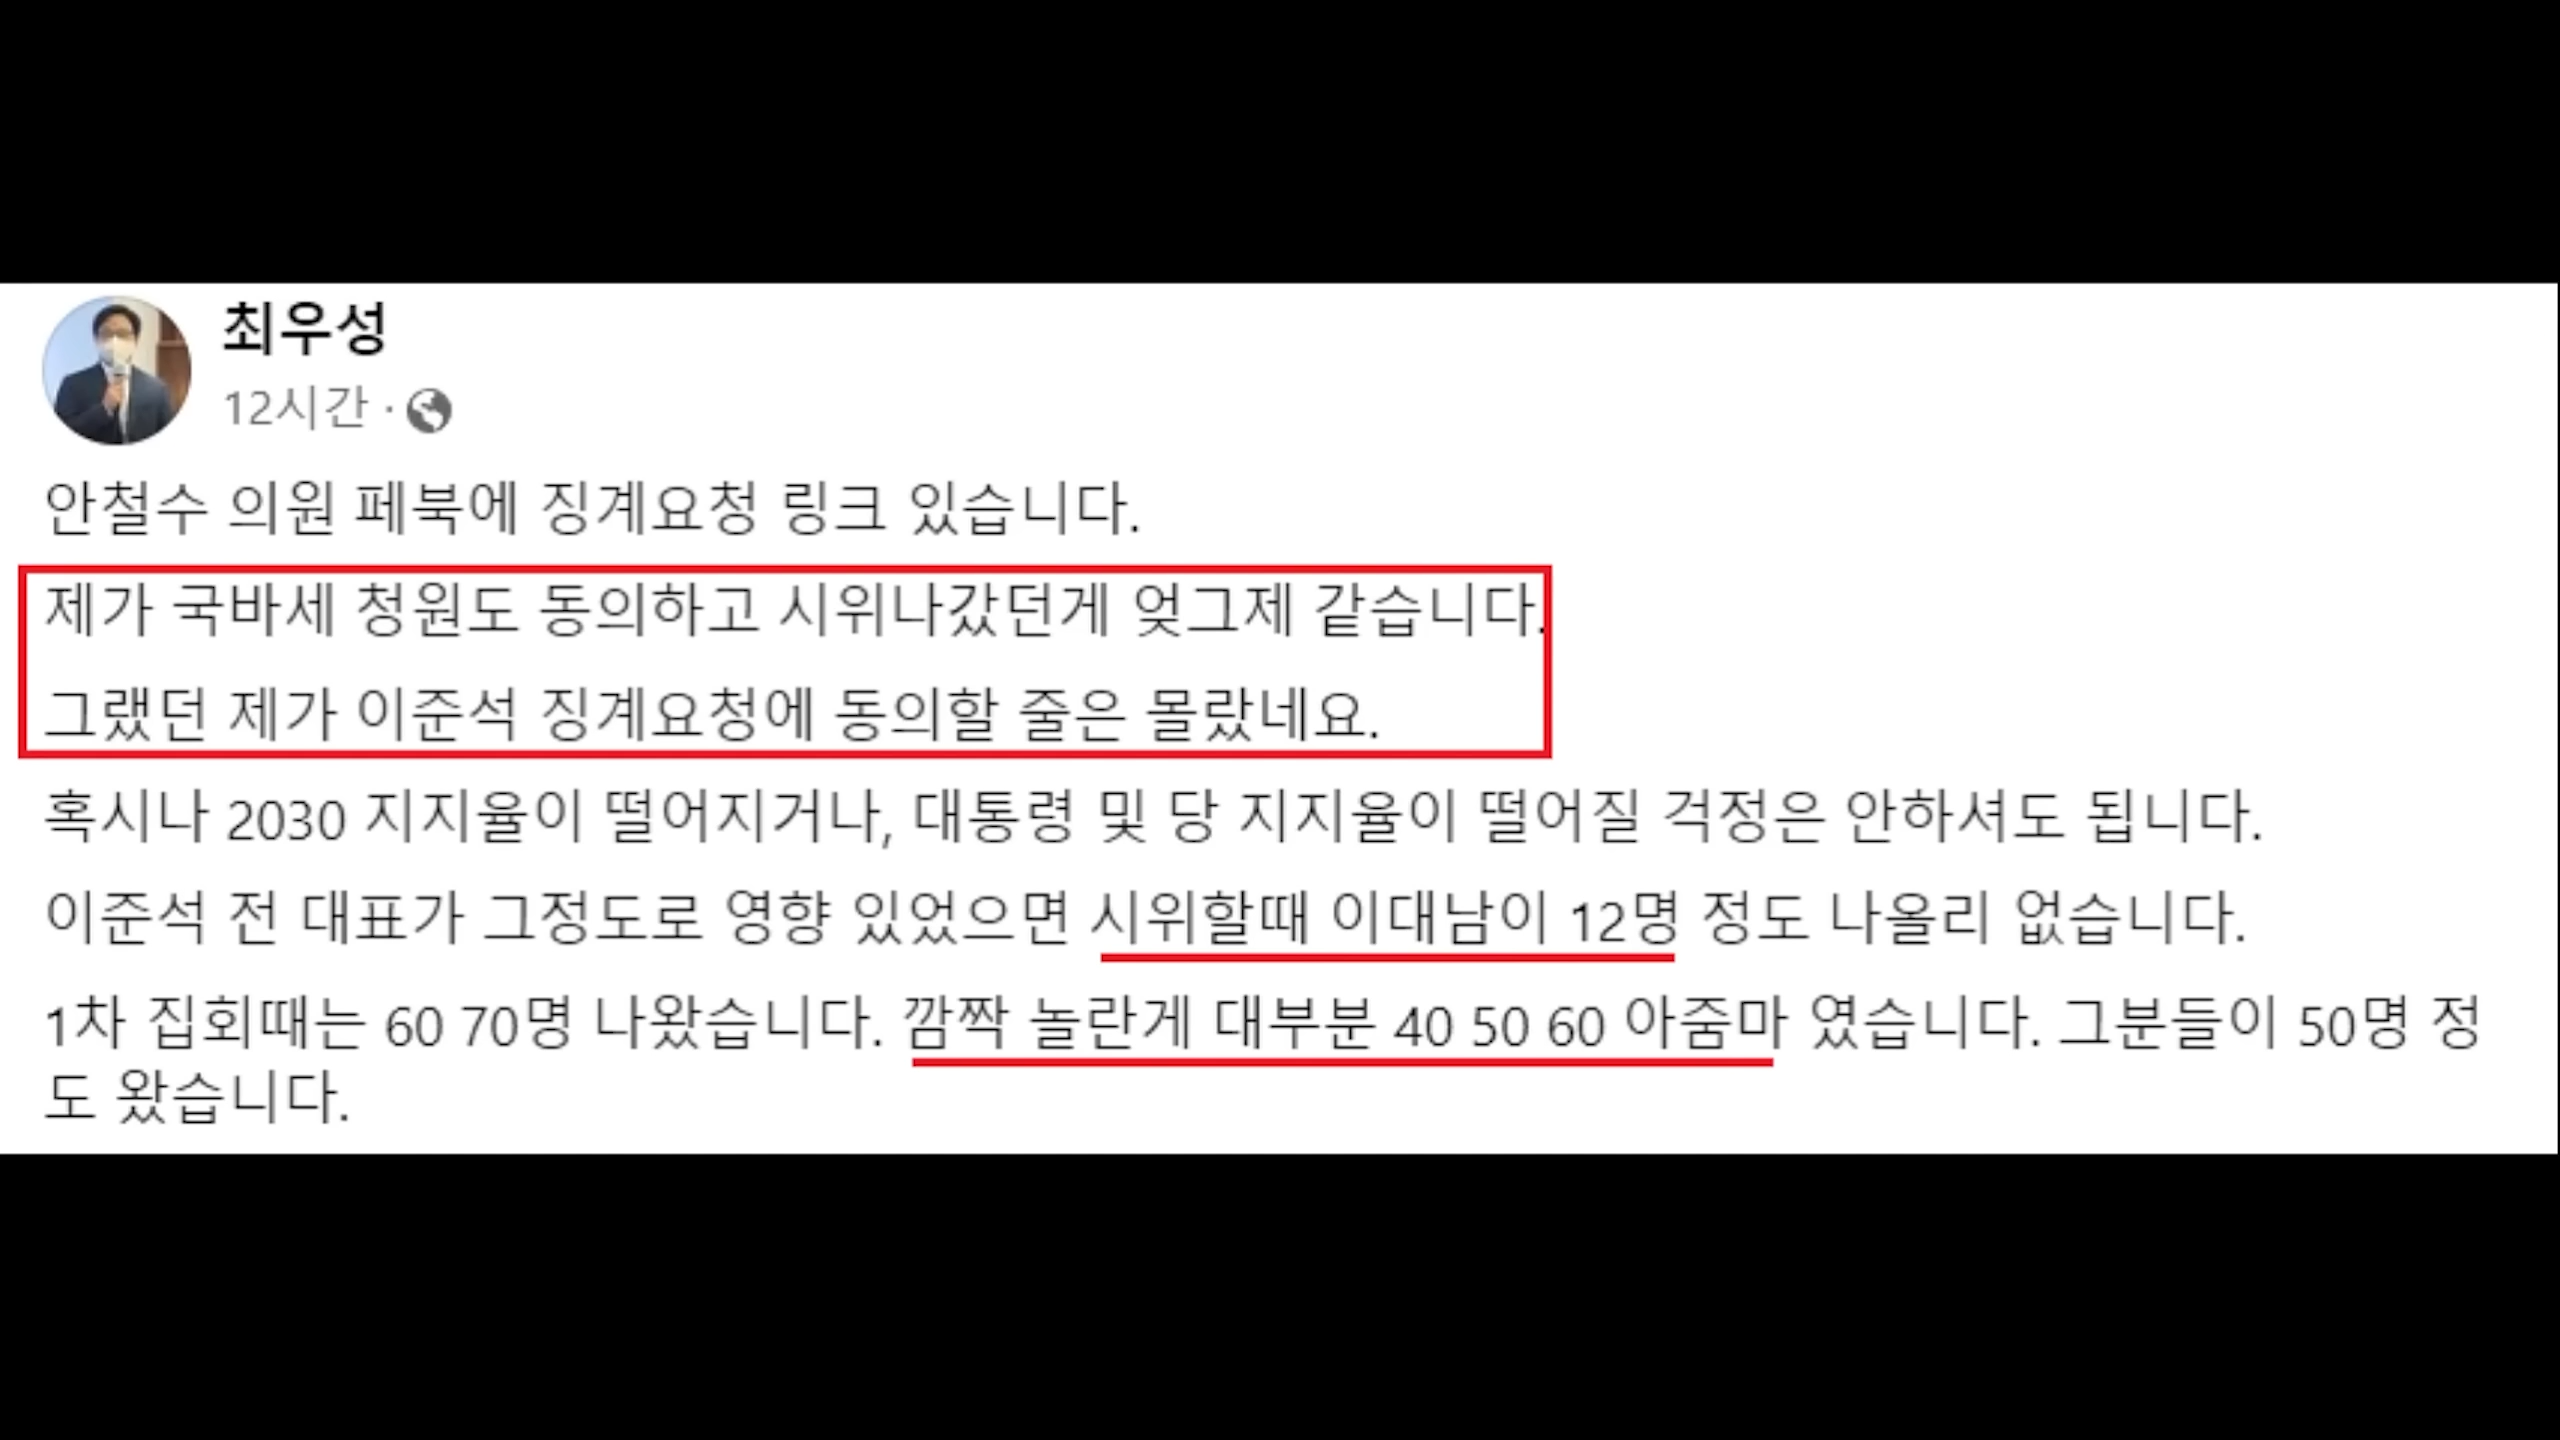 최우성
12시간 ·
안철수 의원 페북에 징계요청 링크 있습니다.
제가 국바세 청원도 동의하고 시위나갔던게 엊그제 같습니다.
그랬던 제가 이준석 징계요청에 동의할 줄은 몰랐네요.
혹시나 2030 지지율이 떨어지거나, 대통령 및 당 지지율이 떨어질 걱정은 안하셔도 됩니다.
이준석 전 대표가 그정도로 영향 있었으면 시위할때 이대남이 12명 정도 나올리 없습니다.
1차 집회때는 60 70명 나왔습니다. 깜짝 놀란게 대부분 40 50 60 아줌마 였습니다. 그분들이 50명 정
도 왔습니다.